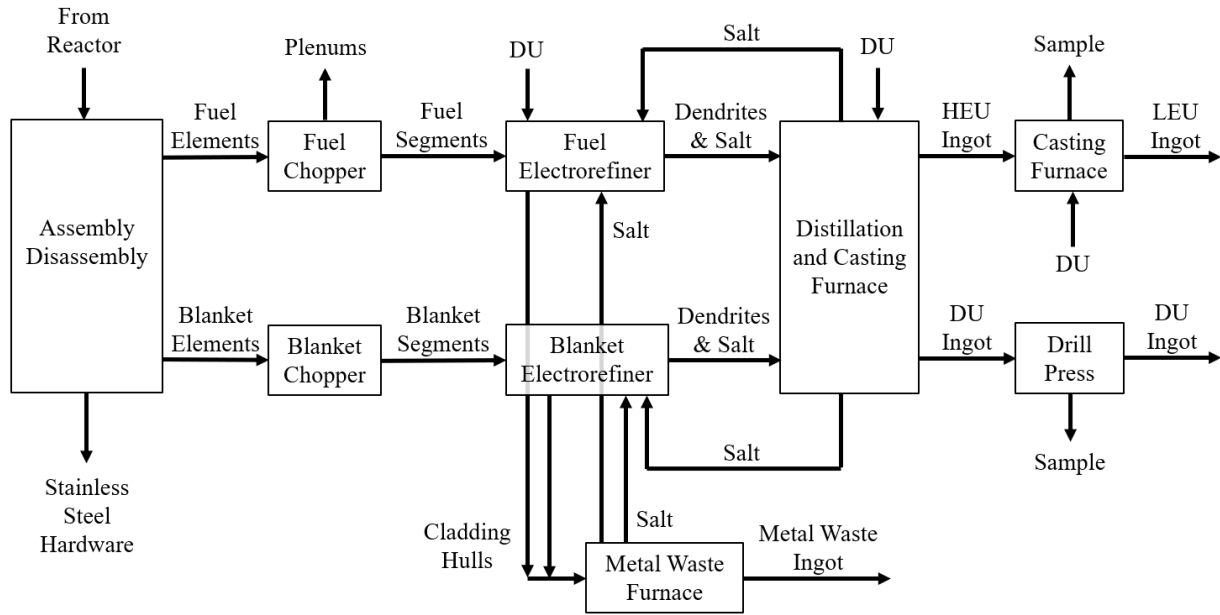 From
Reactor
Plenums
DU
Salt
DU
Sample
Fuel
Elements
Fuel
Segments
Dendrites
& Salt
HEU
Ingot
LEU
Ingot
Fuel
Chopper
Fuel
Electrorefiner
Casting
Furnace
Assembly
Disassembly
Salt
Distillation
and Casting
Furnace
DU
Blanket
Elements
Blanket
Segments
Dendrites
& Salt
DU
Ingot
DU
Ingot
Blanket
Chopper
Blanket
Electrorefiner
Drill
Press
Salt
Sample
Stainless
Steel
Hardware
Cladding
Hulls
Salt
Metal Waste
Ingot
Metal Waste
Furnace